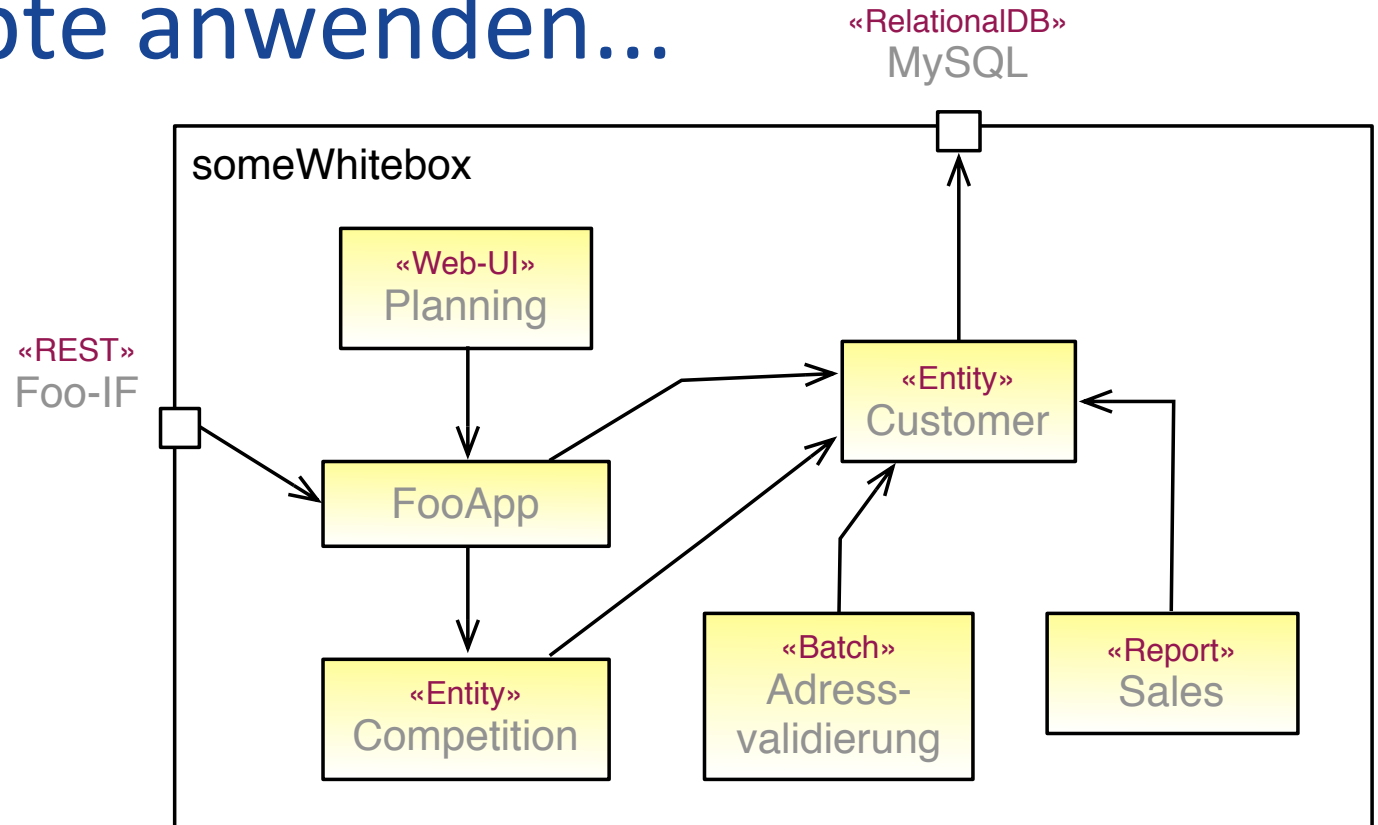 pte anwenden...
«RelationalDB»
MySQL
someWhitebox
«Web-UI»
Planning
«REST»
Foo-IF
«Entity»
Customer
FooApp
«Entity»
Competition
«Batch»
Adress-
validierung
«Report»
Sales